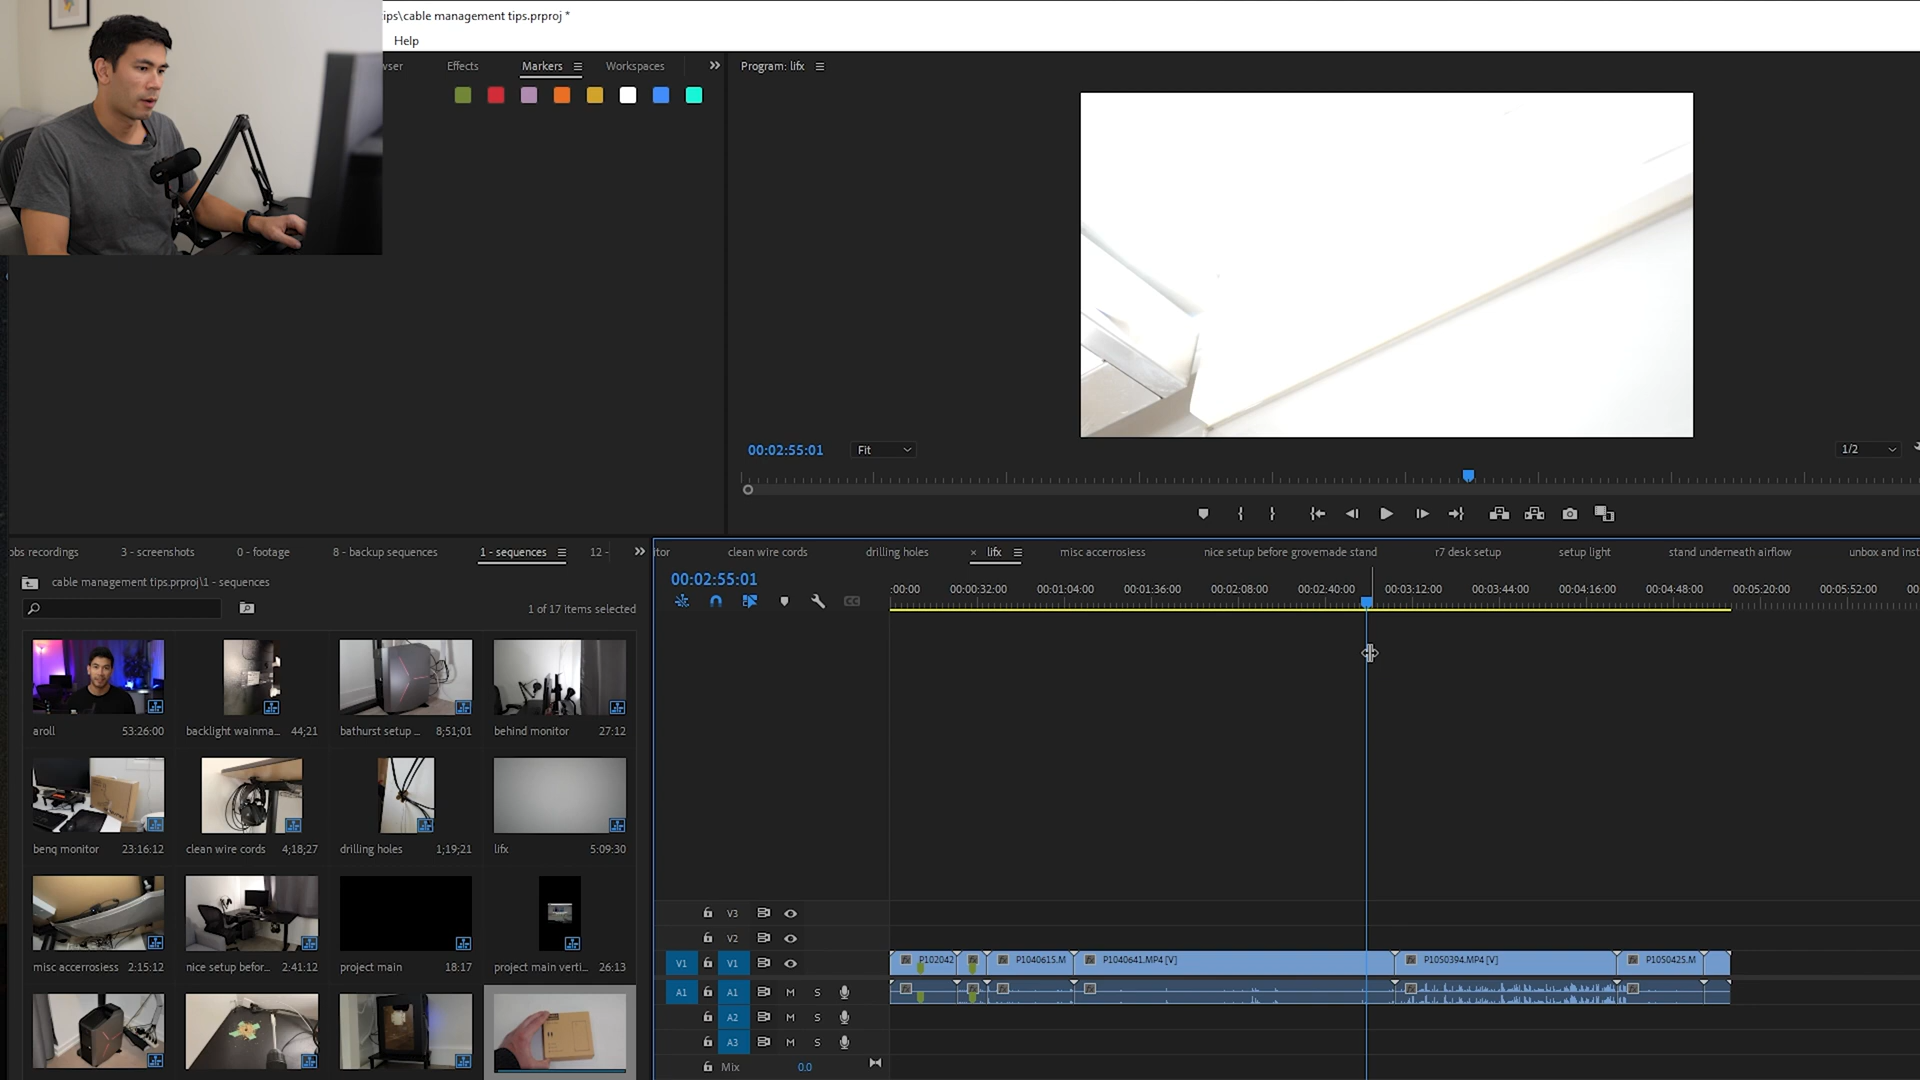 ips\cable management tips.prproj *
Help
wser
Effects
Markers
Workspaces
Program: lifx
00:02:55:01
Fit
1/2
obs recordings
3 - screenshots
0 - footage
8 - backup sequences
1 - sequences
12 -
cable management tips.prproj\1 - sequences
1 of 17 items selected
aroll
53:26:00
backlight wainma...
44;21
bathurst setup ...
8;51;01
behind monitor
27:12
benq monitor
23:16:12
clean wire cords
4;18;27
drilling holes
1;19;21
lifx
5:09:30
misc accerrosiess
2:15:12
nice setup befor...
2:41:12
project main
18:17
project main verti...
26:13
itor
clean wire cords
drilling holes
× lifx
misc accerrosiess
nice setup before grovemade stand
r7 desk setup
setup light
stand underneath airflow
unbox and inst
00:02:55:01
:00:00
00:00:32:00
00:01:04:00
00:01:36:00
00:02:08:00
00:02:40:00
00:03:12:00
00:03:44:00
00:04:16:00
00:04:48:00
00:05:20:00
00:05:52:00
00
V3
V2
V1
V1
P102042
P1040615.M
P1040641.MP4 [V]
P1050394.MP4 [V]
P1050425.M
A1
A1
M
S
A2
M
S
A3
M
S
Mix
0.0